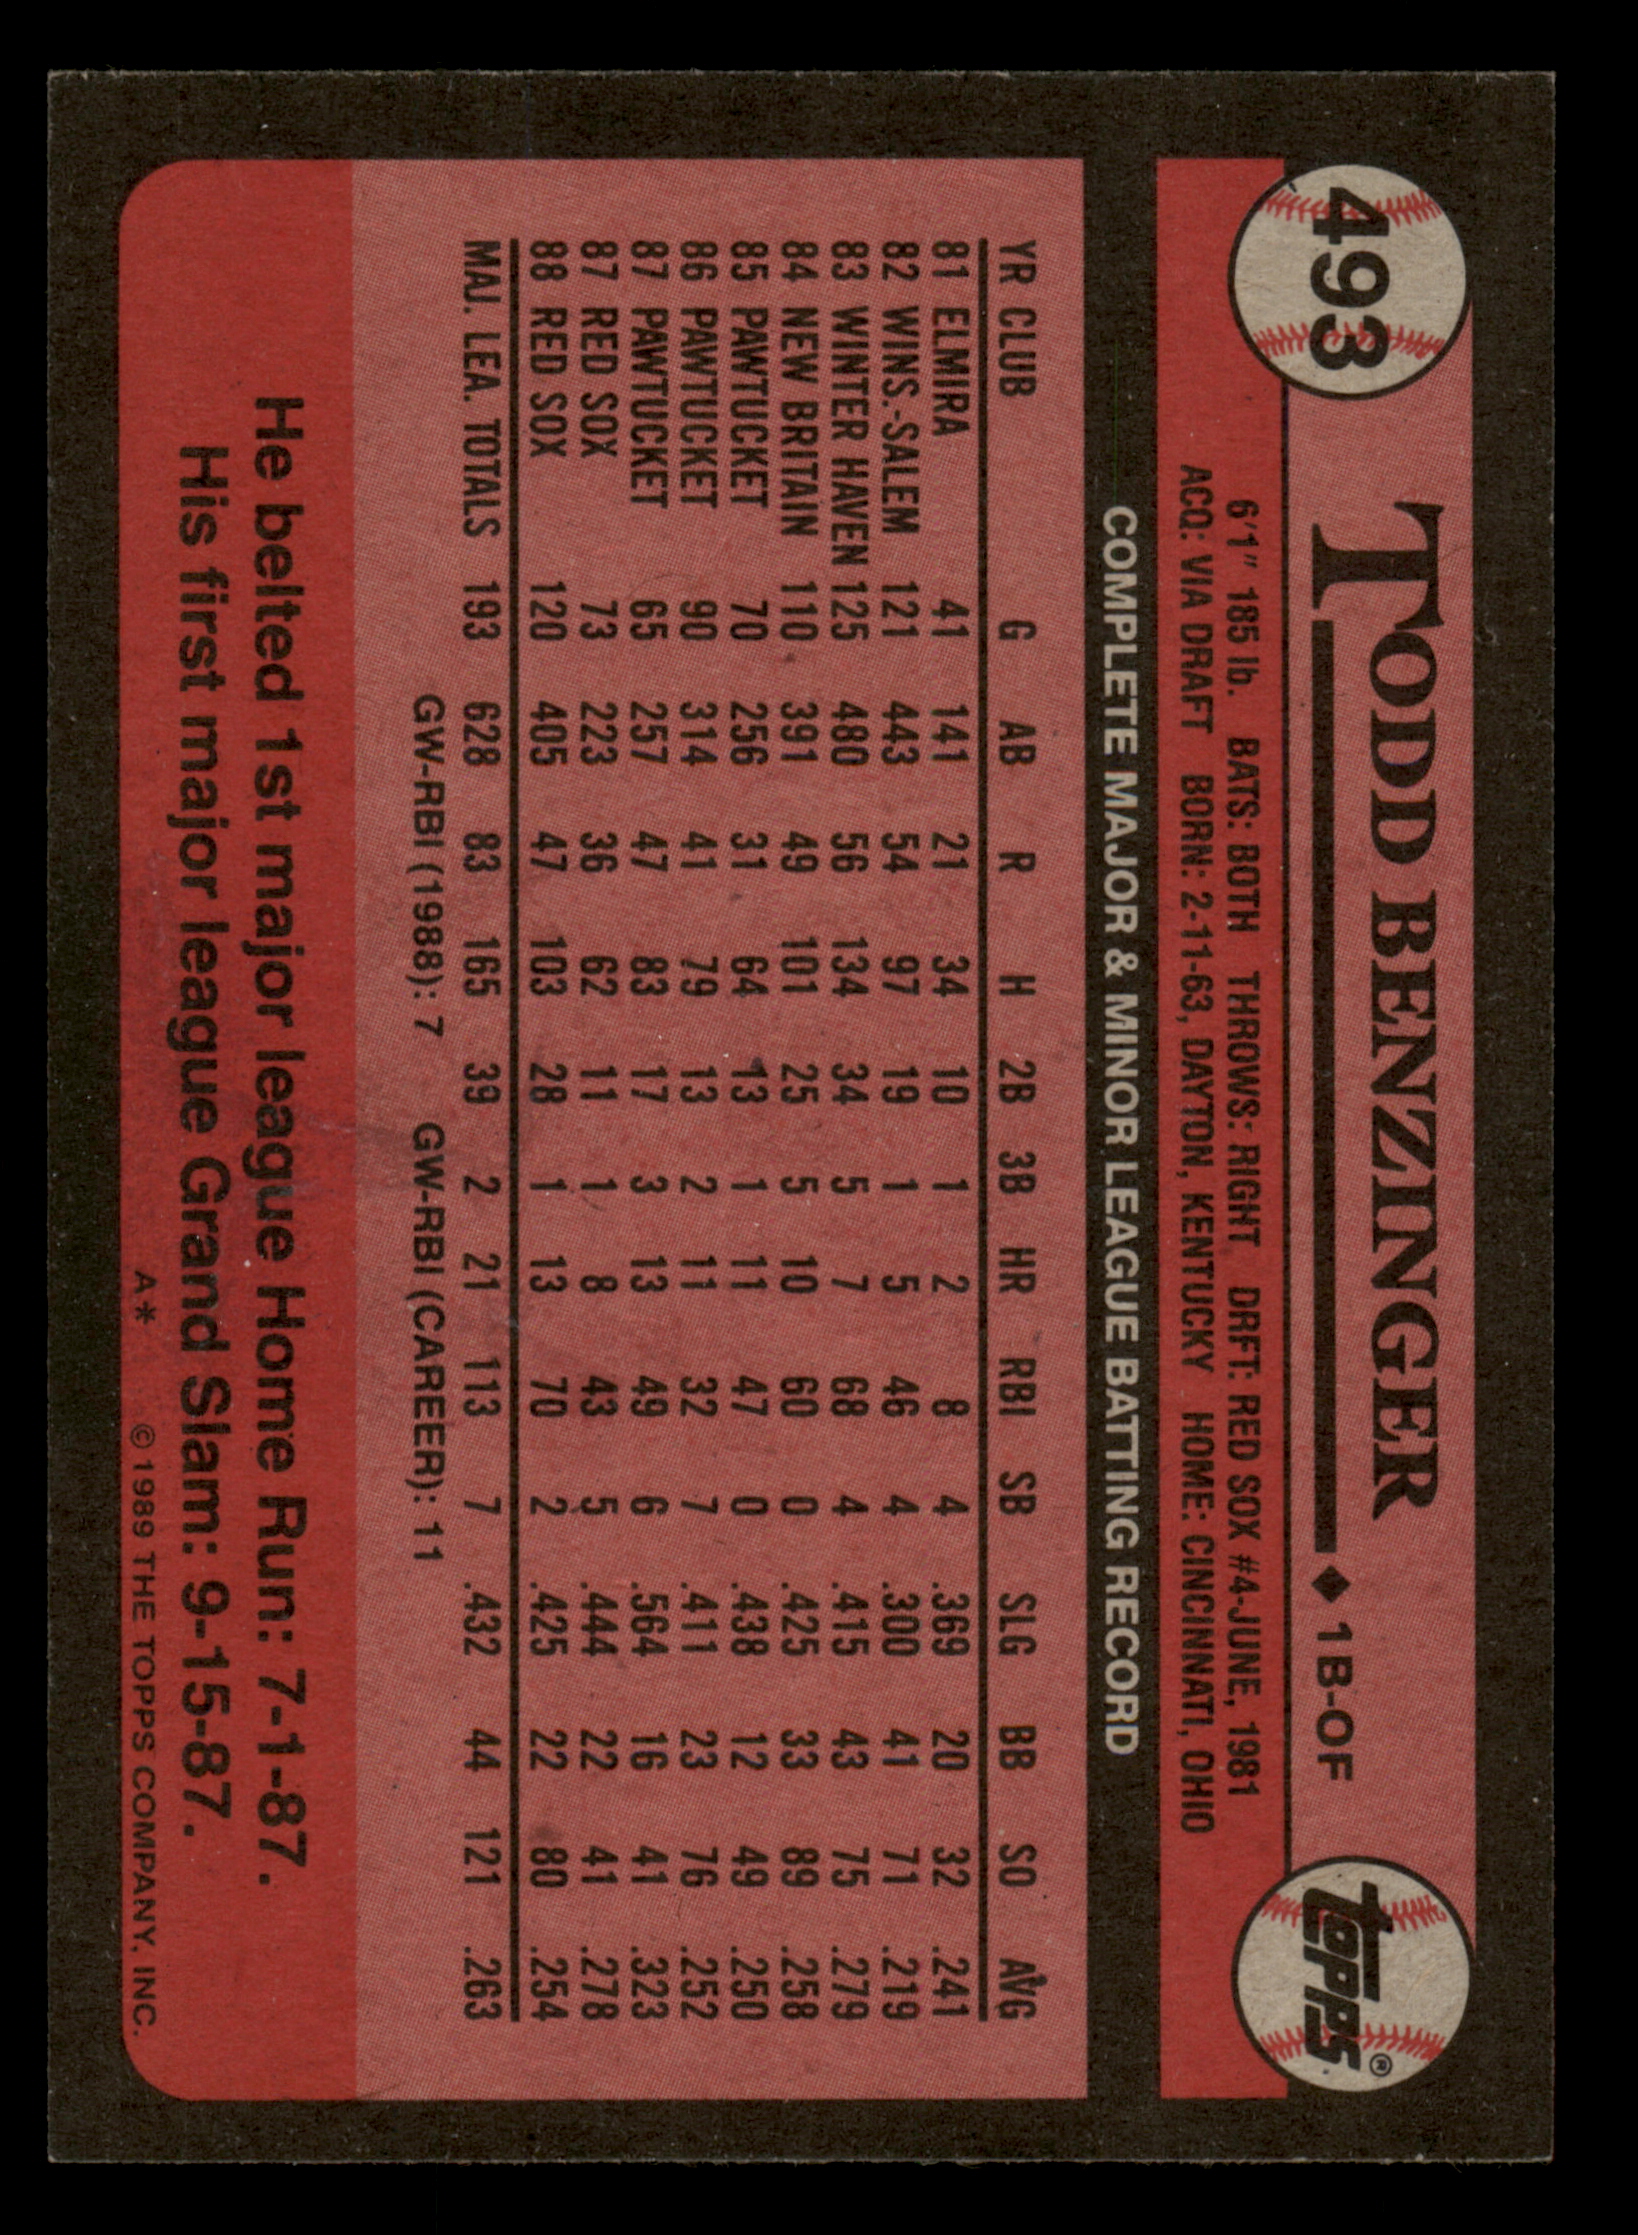 493
TODD BENZINGER ◆ 1B-OF
TOPPS®
6'1" 185 lb. BATS: BOTH THROWS: RIGHT DRFT: RED SOX #4-JUNE, 1981
ACQ: VIA DRAFT BORN: 2-11-63, DAYTON, KENTUCKY HOME: CINCINNATI, OHIO
COMPLETE MAJOR & MINOR LEAGUE BATTING RECORD
YR CLUB G AB R H 2B 3B HR RBI SB SLG BB SO AVG
81 ELMIRA 41 141 21 34 10 1 2 8 4 .369 20 32 .241
82 WINS.-SALEM 121 443 54 97 19 1 5 46 4 .300 41 71 .219
83 WINTER HAVEN 125 480 56 134 34 5 7 68 4 .415 43 75 .279
84 NEW BRITAIN 110 391 49 101 25 5 10 60 0 .425 33 89 .258
85 PAWTUCKET 70 256 31 64 13 1 11 47 0 .438 12 49 .250
86 PAWTUCKET 90 314 41 79 13 2 11 32 7 .411 23 76 .252
87 PAWTUCKET 65 257 47 83 17 3 13 49 6 .564 16 41 .323
87 RED SOX 73 223 36 62 11 1 8 43 5 .444 22 41 .278
88 RED SOX 120 405 47 103 28 1 13 70 2 .425 22 80 .254
MAJ. LEA. TOTALS 193 628 83 165 39 2 21 113 7 .432 44 121 .263
GW-RBI (1988): 7 GW-RBI (CAREER): 11
He belted 1st major league Home Run: 7-1-87.
His first major league Grand Slam: 9-15-87.
A* © 1989 THE TOPPS COMPANY, INC.